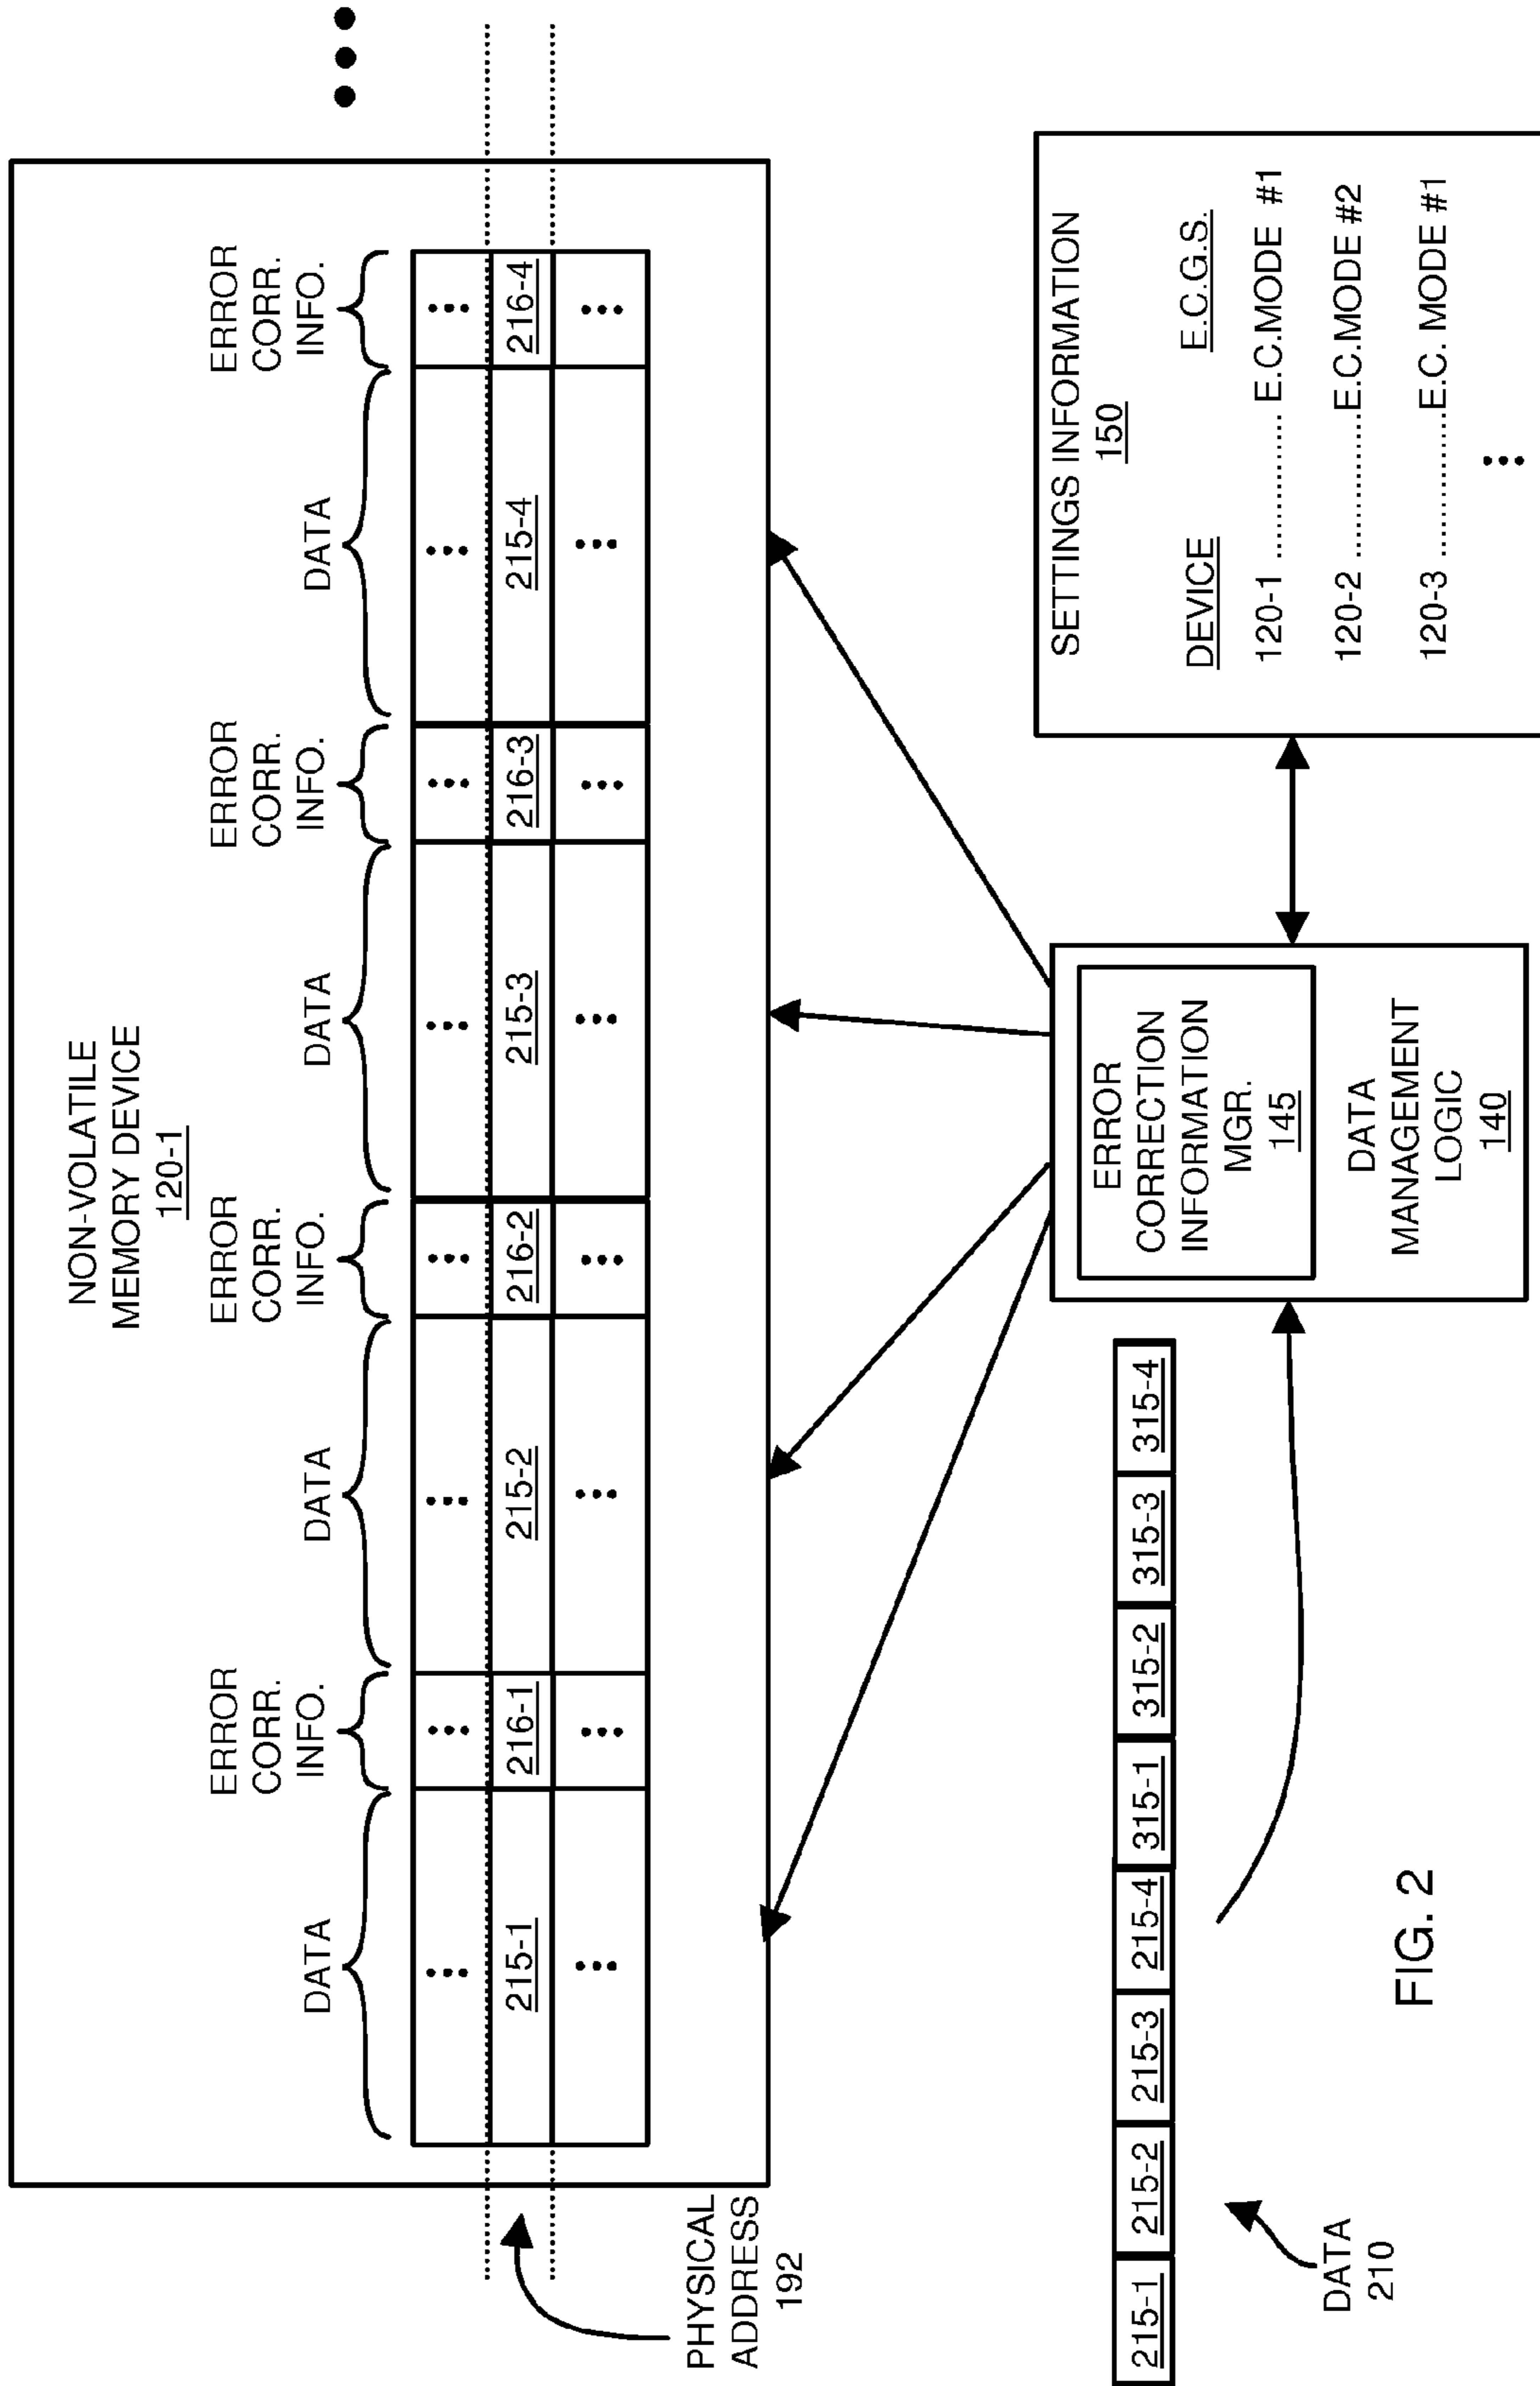 NON-VOLATILE
MEMORY DEVICE
120-1
DATA
ERROR
CORR.
INFO.
DATA
ERROR
CORR.
INFO.
DATA
ERROR
CORR.
INFO.
DATA
ERROR
CORR.
INFO.
215-1 216-1 215-2 216-2 215-3 216-3 215-4 216-4
PHYSICAL
ADDRESS
192
215-1 215-2 215-3 215-4 315-1 315-2 315-3 315-4
DATA
210
ERROR
CORRECTION
INFORMATION
MGR.
145
DATA
MANAGEMENT
LOGIC
140
SETTINGS INFORMATION
150
DEVICE E.C.G.S.
120-1 ............. E.C.MODE #1
120-2 ..............E.C.MODE #2
120-3 ..............E.C. MODE #1
FIG. 2